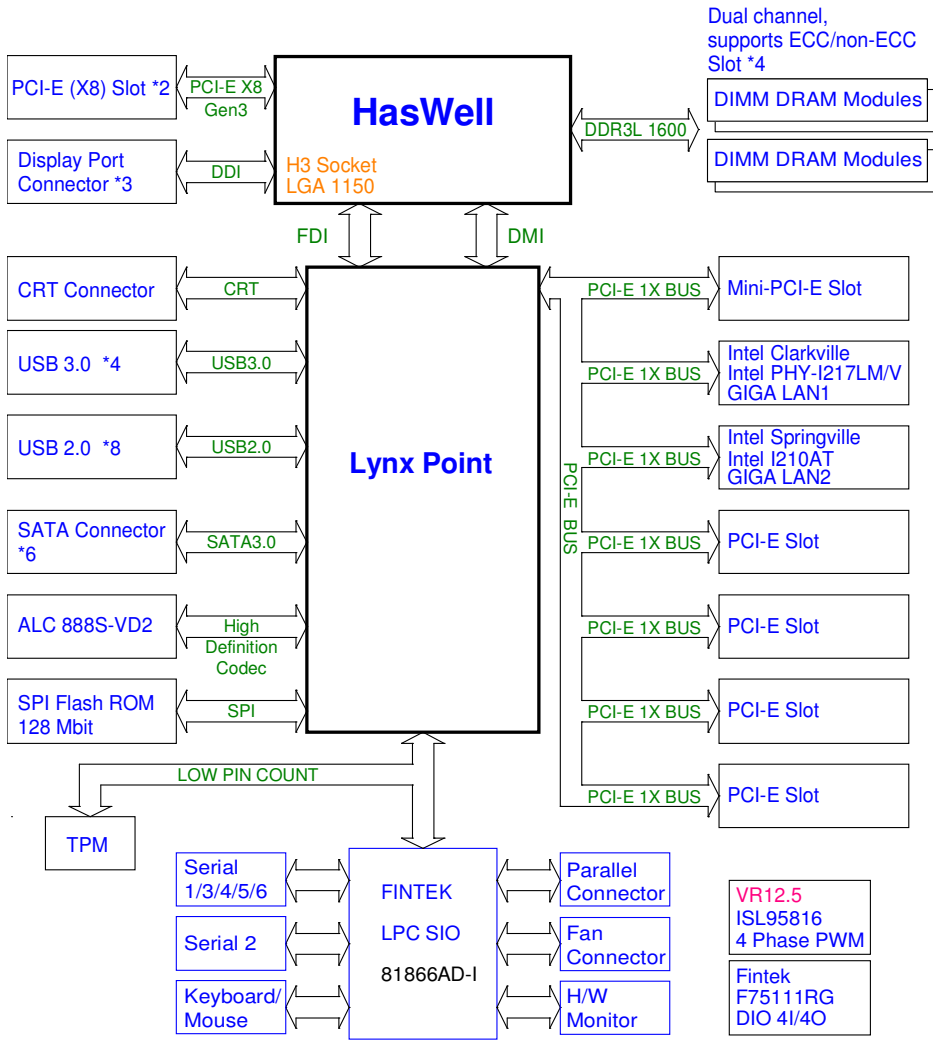 Dual channel,
supports ECC/non-ECC
Slot *4
PCI-E (X8) Slot *2
PCI-E X8
Gen3
HasWell
H3 Socket
LGA 1150
DDR3L 1600
DIMM DRAM Modules
DIMM DRAM Modules
Display Port
Connector *3
DDI
FDI
DMI
CRT Connector
CRT
USB 3.0 *4
USB3.0
USB 2.0 *8
USB2.0
SATA Connector
*6
SATA3.0
ALC 888S-VD2
High
Definition
Codec
SPI Flash ROM
128 Mbit
SPI
Lynx Point
PCI-E BUS
PCI-E 1X BUS
Mini-PCI-E Slot
PCI-E 1X BUS
Intel Clarkville
Intel PHY-I217LM/V
GIGA LAN1
PCI-E 1X BUS
Intel Springville
Intel I210AT
GIGA LAN2
PCI-E 1X BUS
PCI-E Slot
PCI-E 1X BUS
PCI-E Slot
PCI-E 1X BUS
PCI-E Slot
PCI-E 1X BUS
PCI-E Slot
LOW PIN COUNT
TPM
Serial
1/3/4/5/6
Serial 2
Keyboard/
Mouse
FINTEK
LPC SIO
81866AD-I
Parallel
Connector
Fan
Connector
H/W
Monitor
VR12.5
ISL95816
4 Phase PWM
Fintek
F75111RG
DIO 4I/4O